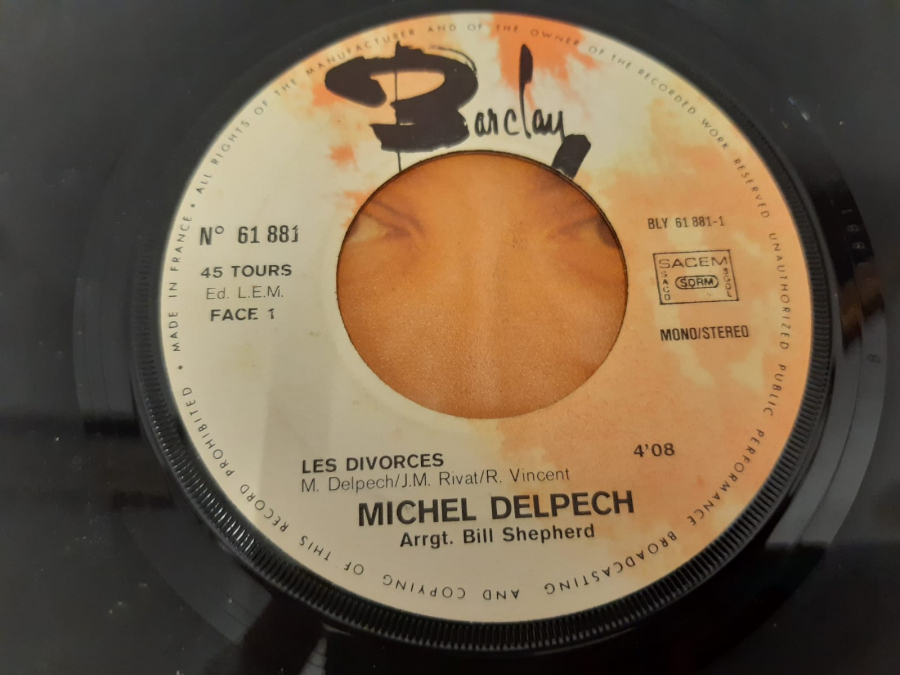 Barclay
• MADE IN FRANCE • ALL RIGHTS OF THE MANUFACTURER AND OF THE OWNER OF THE RECORDED WORK RESERVED UNAUTHORIZED PUBLIC PERFORMANCE BROADCASTING AND COPYING OF THIS RECORD PROHIBITED
N° 61 881
45 TOURS
Ed. L.E.M.
FACE 1
BLY 61 881-1
SACEM
SACD SDRM SGDL
MONO/STEREO
LES DIVORCES 4'08
M. Delpech/J.M. Rivat/R. Vincent
MICHEL DELPECH
Arrgt. Bill Shepherd